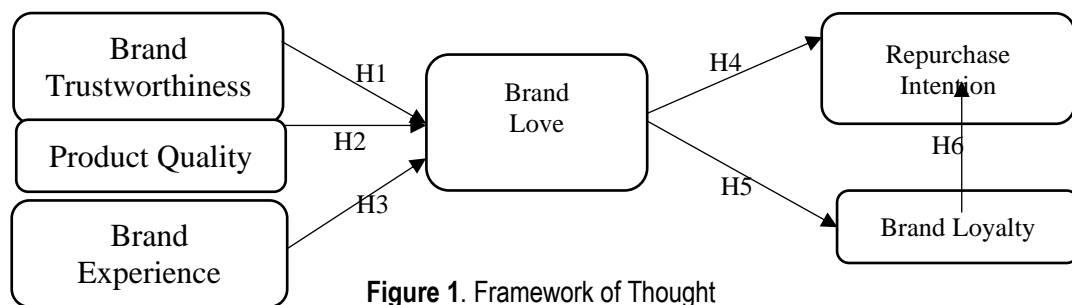 Brand
Trustworthiness
Product Quality
Brand
Experience
H1
H2
H3
Brand
Love
H4
H5
Repurchase
Intention
H6
Brand Loyalty
Figure 1. Framework of Thought